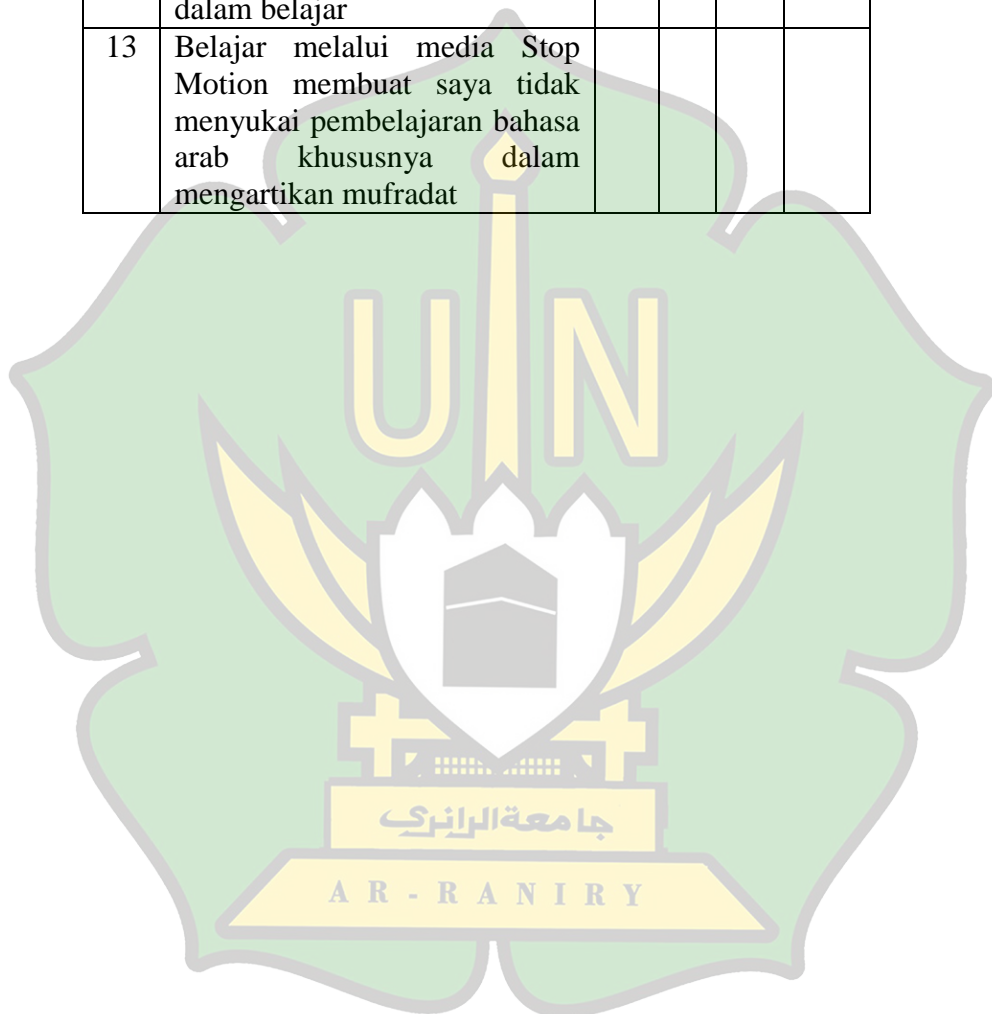 dalam belajar
13 Belajar melalui media Stop
Motion membuat saya tidak
menyukai pembelajaran bahasa
arab khususnya dalam
mengartikan mufradat
UIN
جامعة الرانري
AR-RANIRY